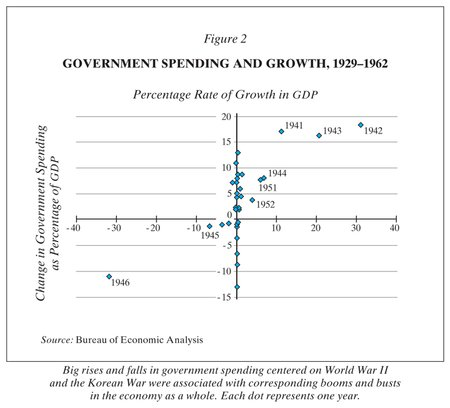 Figure 2
GOVERNMENT SPENDING AND GROWTH, 1929–1962
Percentage Rate of Growth in GDP
Change in Government Spending
as Percentage of GDP
20
15
10
5
0
-5
-10
-15
-40
-30
-20
-10
0
10
20
30
40
1941
1943
1942
1944
1951
1952
1945
1946
Source: Bureau of Economic Analysis
Big rises and falls in government spending centered on World War II
and the Korean War were associated with corresponding booms and busts
in the economy as a whole. Each dot represents one year.